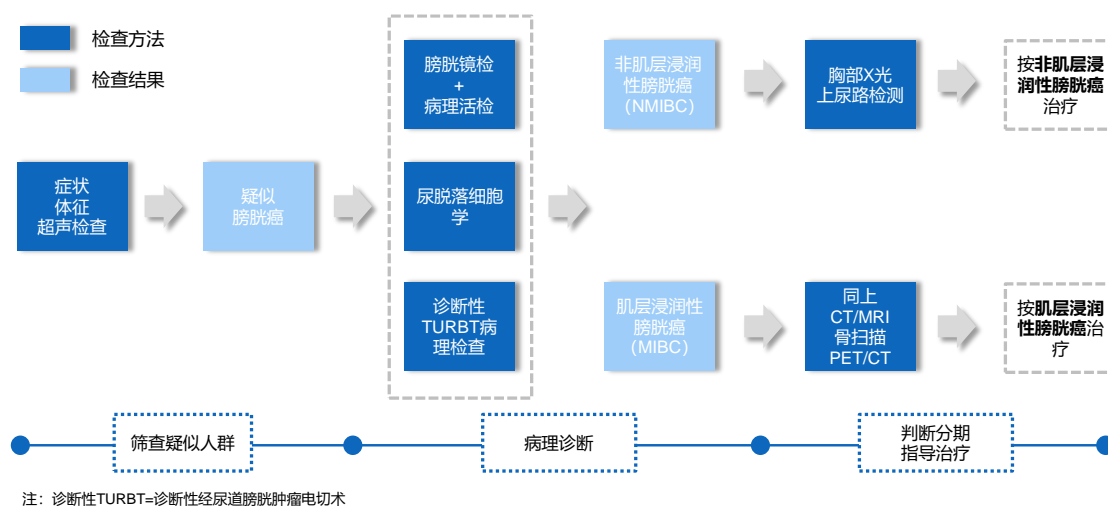 检查方法
检查结果
症状
体征
超声检查
疑似
膀胱癌
膀胱镜检
+
病理活检
尿脱落细胞
学
诊断性
TURBT病
理检查
非肌层浸润
性膀胱癌
（NMIBC）
胸部X光
上尿路检测
按非肌层浸
润性膀胱癌
治疗
肌层浸润性
膀胱癌
（MIBC）
同上
CT/MRI
骨扫描
PET/CT
按肌层浸润
性膀胱癌治
疗
筛查疑似人群
病理诊断
判断分期
指导治疗
注：诊断性TURBT=诊断性经尿道膀胱肿瘤电切术